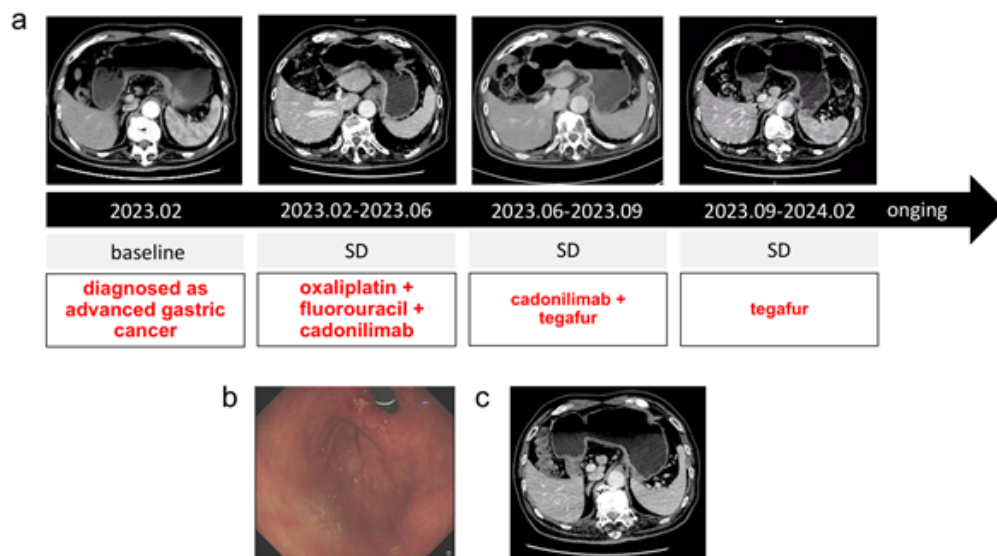 a
2023.02
2023.02-2023.06
2023.06-2023.09
2023.09-2024.02
onging
baseline
SD
SD
SD
diagnosed as
advanced gastric
cancer
oxaliplatin +
fluorouracil +
cadonilimab
cadonilimab +
tegafur
tegafur
b
c